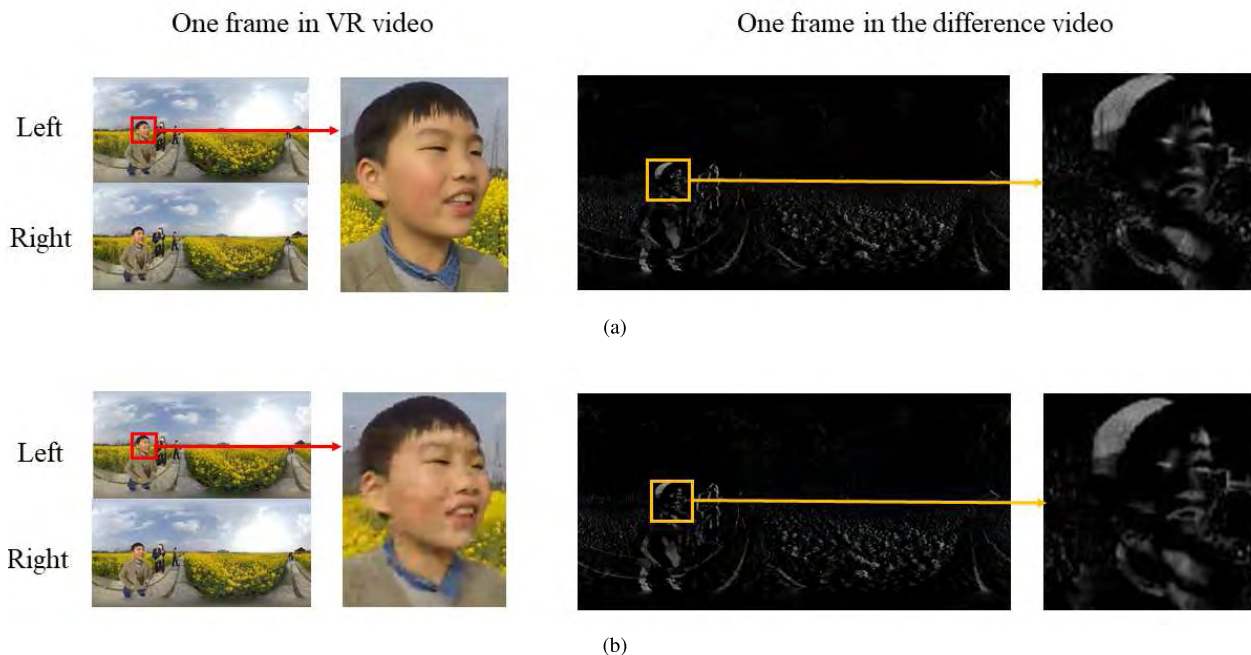 One frame in VR video
One frame in the difference video
Left
Right
(a)
Left
Right
(b)